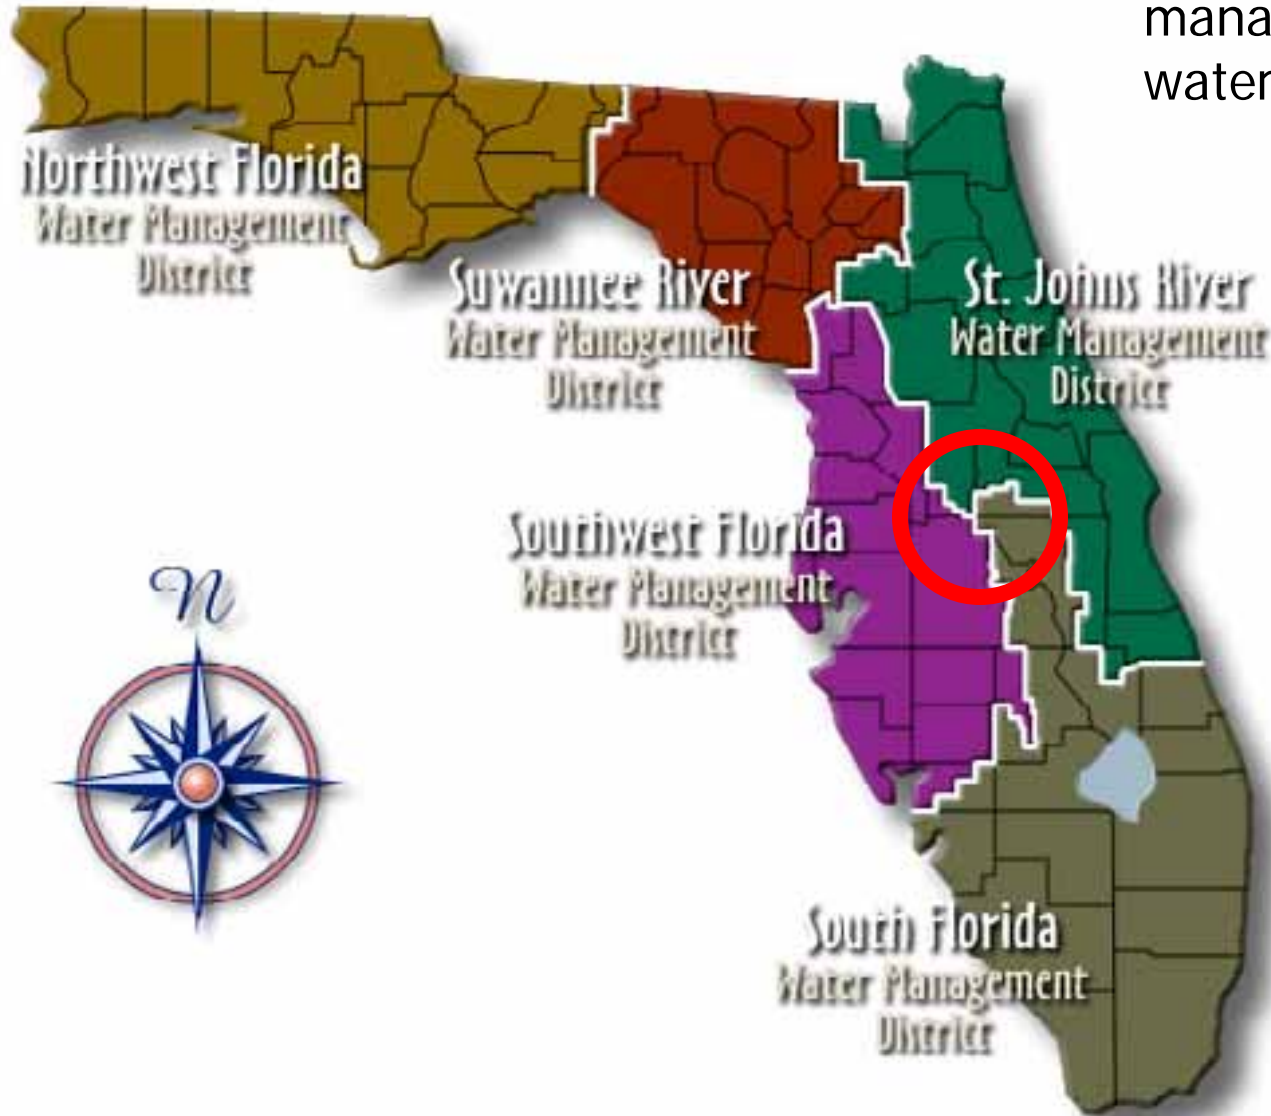 mana
water
Northwest Florida
Water Management
District
Suwannee River
Water Management
District
St. Johns River
Water Management
District
Southwest Florida
Water Management
District
N
South Florida
Water Management
District